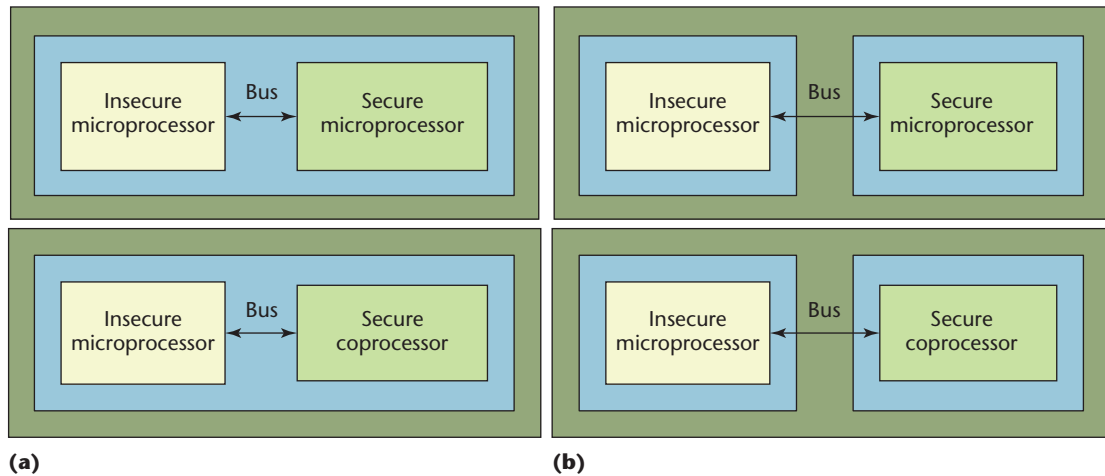 Insecure
microprocessor
Bus
Secure
microprocessor
Insecure
microprocessor
Bus
Secure
microprocessor
Insecure
microprocessor
Bus
Secure
coprocessor
Insecure
microprocessor
Bus
Secure
coprocessor
(a)
(b)